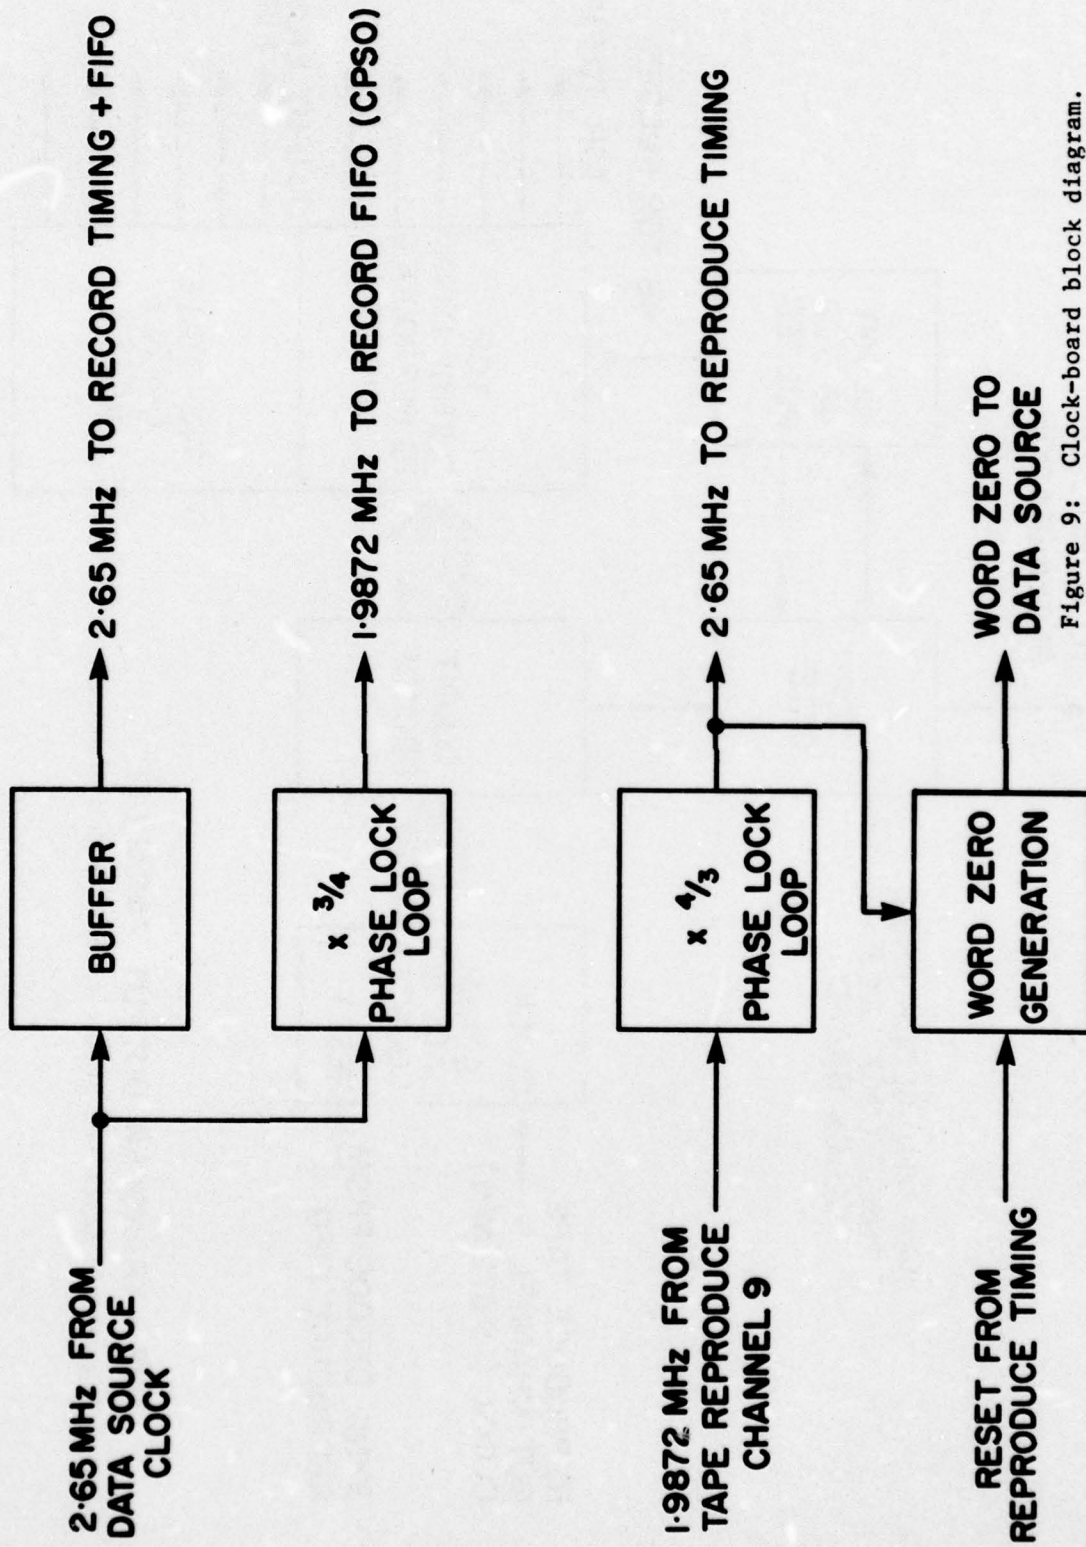 2·65 MHz FROM
DATA SOURCE
CLOCK
BUFFER
2·65 MHz TO RECORD TIMING + FIFO
x 3/4
PHASE LOCK
LOOP
1·9872 MHz TO RECORD FIFO (CPSO)
1·9872 MHz FROM
TAPE REPRODUCE
CHANNEL 9
x 4/3
PHASE LOCK
LOOP
2·65 MHz TO REPRODUCE TIMING
RESET FROM
REPRODUCE TIMING
WORD ZERO
GENERATION
WORD ZERO TO
DATA SOURCE
Figure 9: Clock-board block diagram.